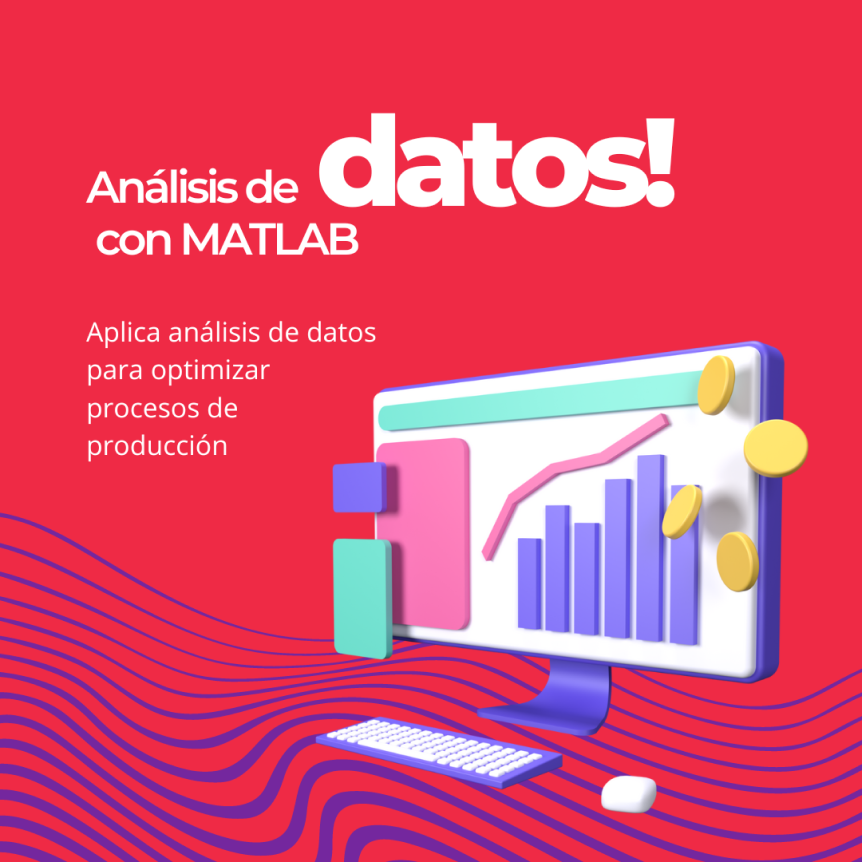 Análisis de datos!
con MATLAB
Aplica análisis de datos
para optimizar
procesos de
producción